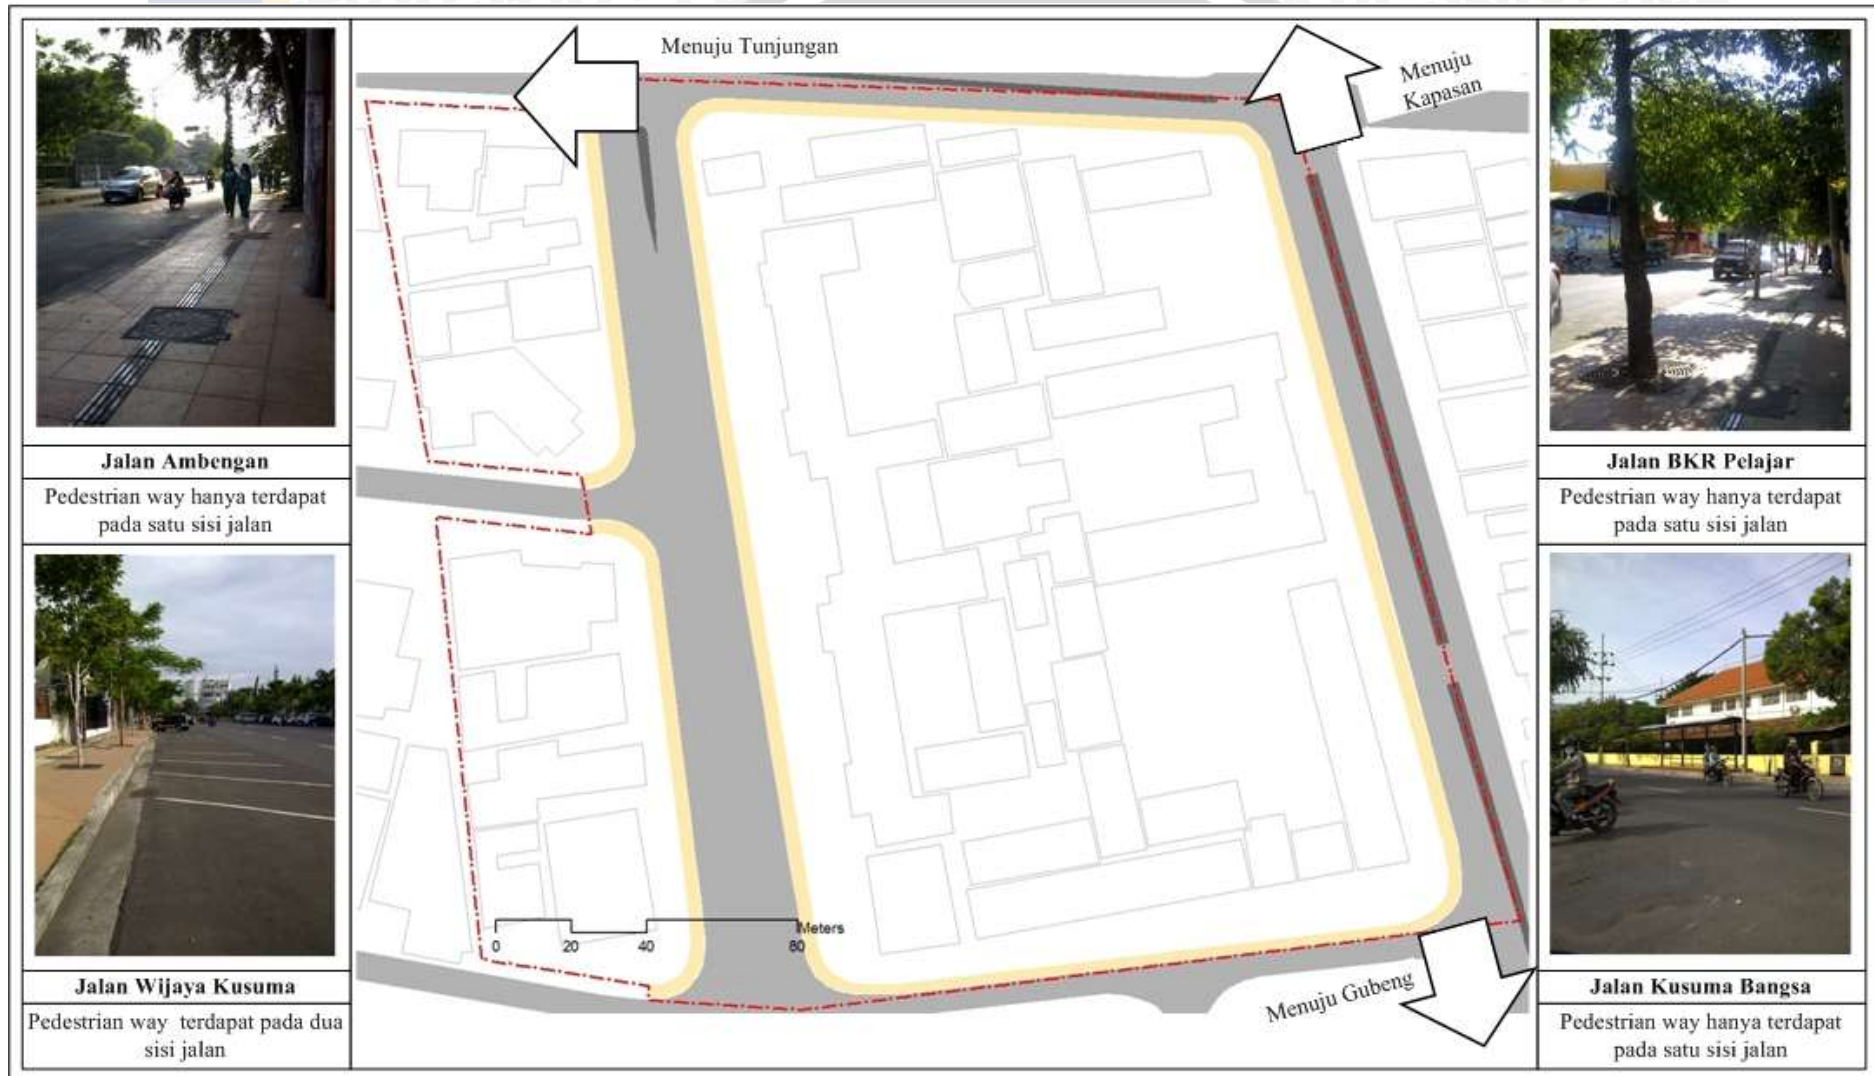 Menuju Tunjungan
Menuju
Kapasan
Jalan Ambengan
Pedestrian way hanya terdapat
pada satu sisi jalan
Jalan BKR Pelajar
Pedestrian way hanya terdapat
pada satu sisi jalan
Meters
0
20
40
80
Menuju Gubeng
Jalan Wijaya Kusuma
Pedestrian way terdapat pada dua
sisi jalan
Jalan Kusuma Bangsa
Pedestrian way hanya terdapat
pada satu sisi jalan